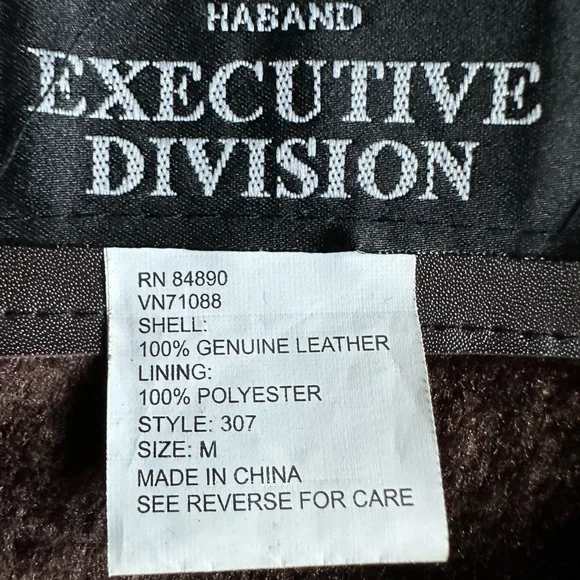 HABAND
EXECUTIVE
DIVISION
RN 84890
VN71088
SHELL:
100% GENUINE LEATHER
LINING:
100% POLYESTER
STYLE: 307
SIZE: M
MADE IN CHINA
SEE REVERSE FOR CARE